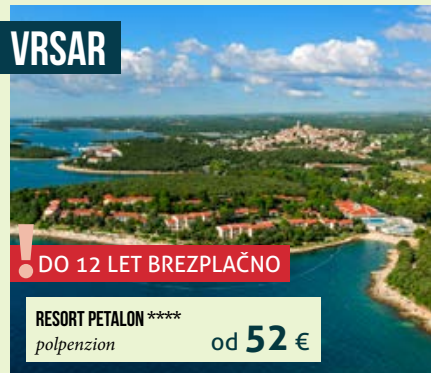 VRSAR
! DO 12 LET BREZPLAČNO
RESORT PETALON ****
polpenzion
od 52 €